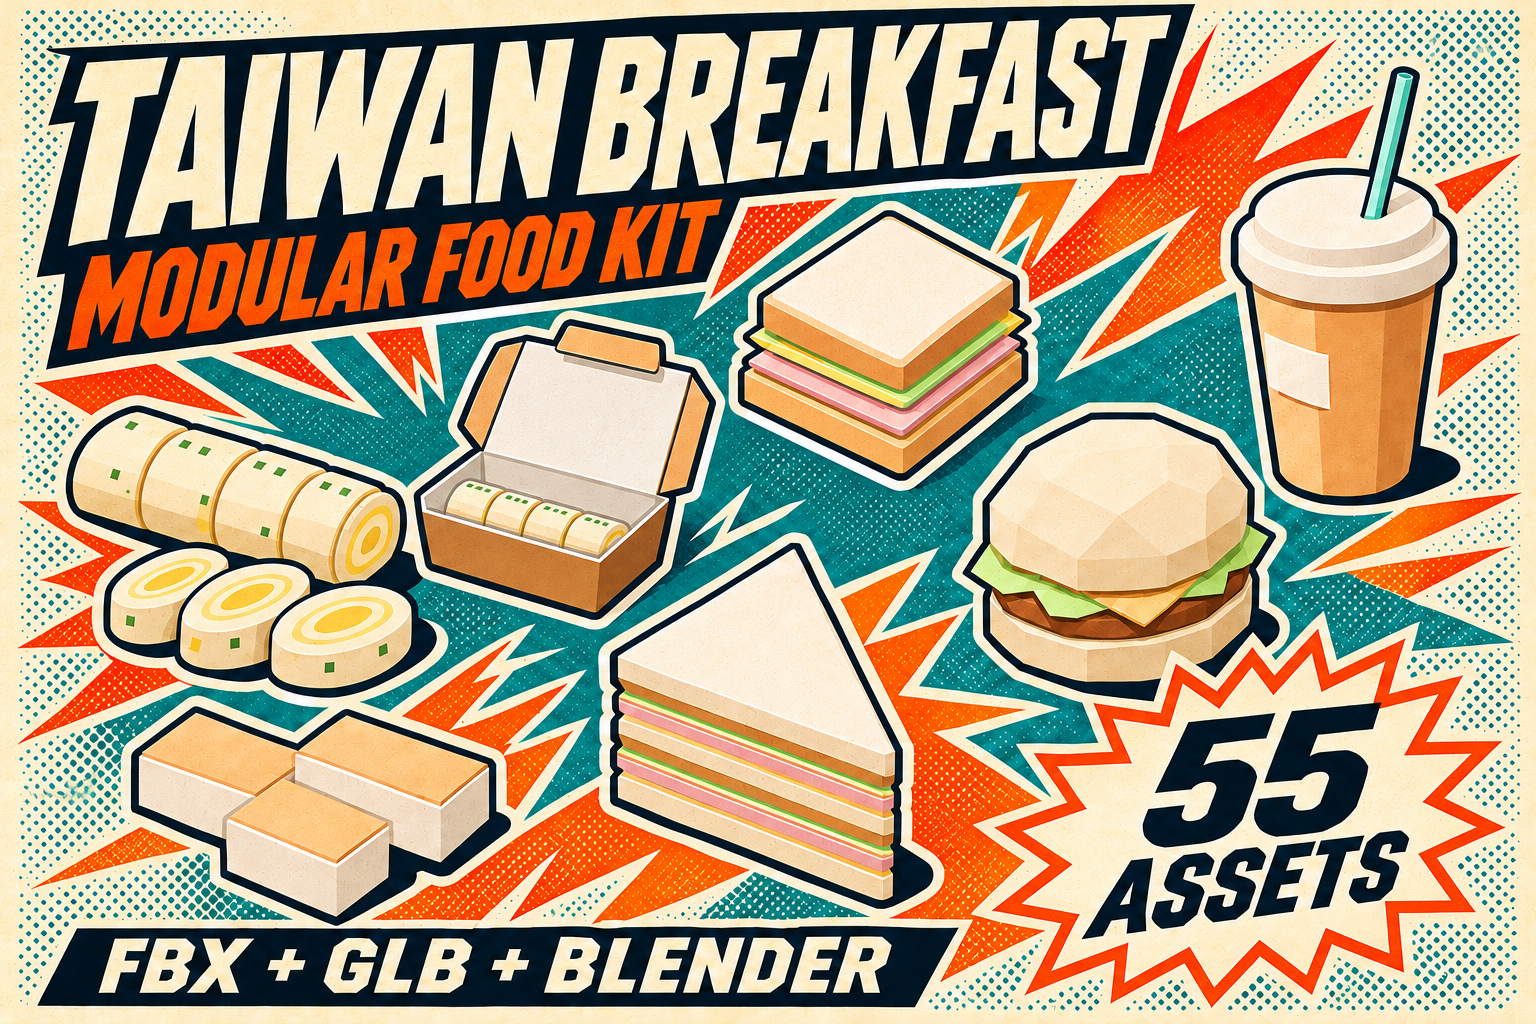 TAIWAN BREAKFAST
MODULAR FOOD KIT
55
ASSETS
FBX + GLB + BLENDER